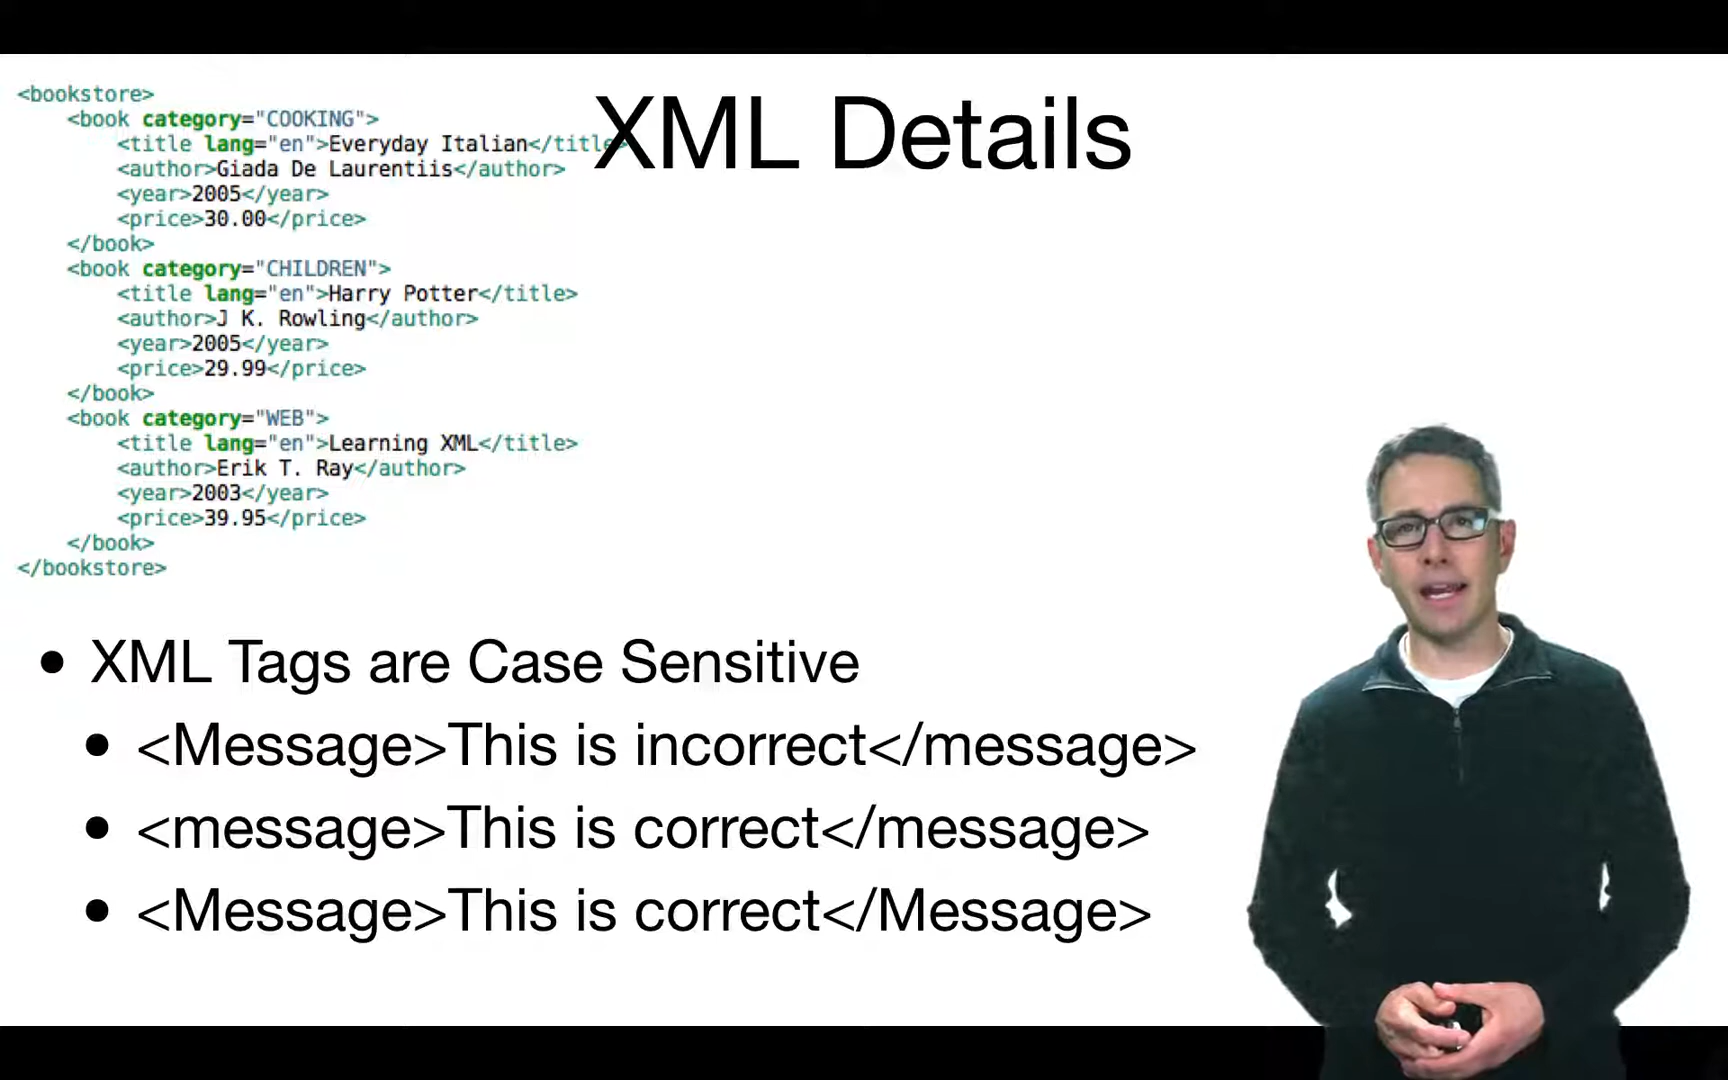 <bookstore>
<book category="COOKING">
<title lang="en">Everyday Italian</title>
<author>Giada De Laurentiis</author>
<year>2005</year>
<price>30.00</price>
</book>
<book category="CHILDREN">
<title lang="en">Harry Potter</title>
<author>J K. Rowling</author>
<year>2005</year>
<price>29.99</price>
</book>
<book category="WEB">
<title lang="en">Learning XML</title>
<author>Erik T. Ray</author>
<year>2003</year>
<price>39.95</price>
</book>
</bookstore>
XML Details
• XML Tags are Case Sensitive
• <Message>This is incorrect</message>
• <message>This is correct</message>
• <Message>This is correct</Message>